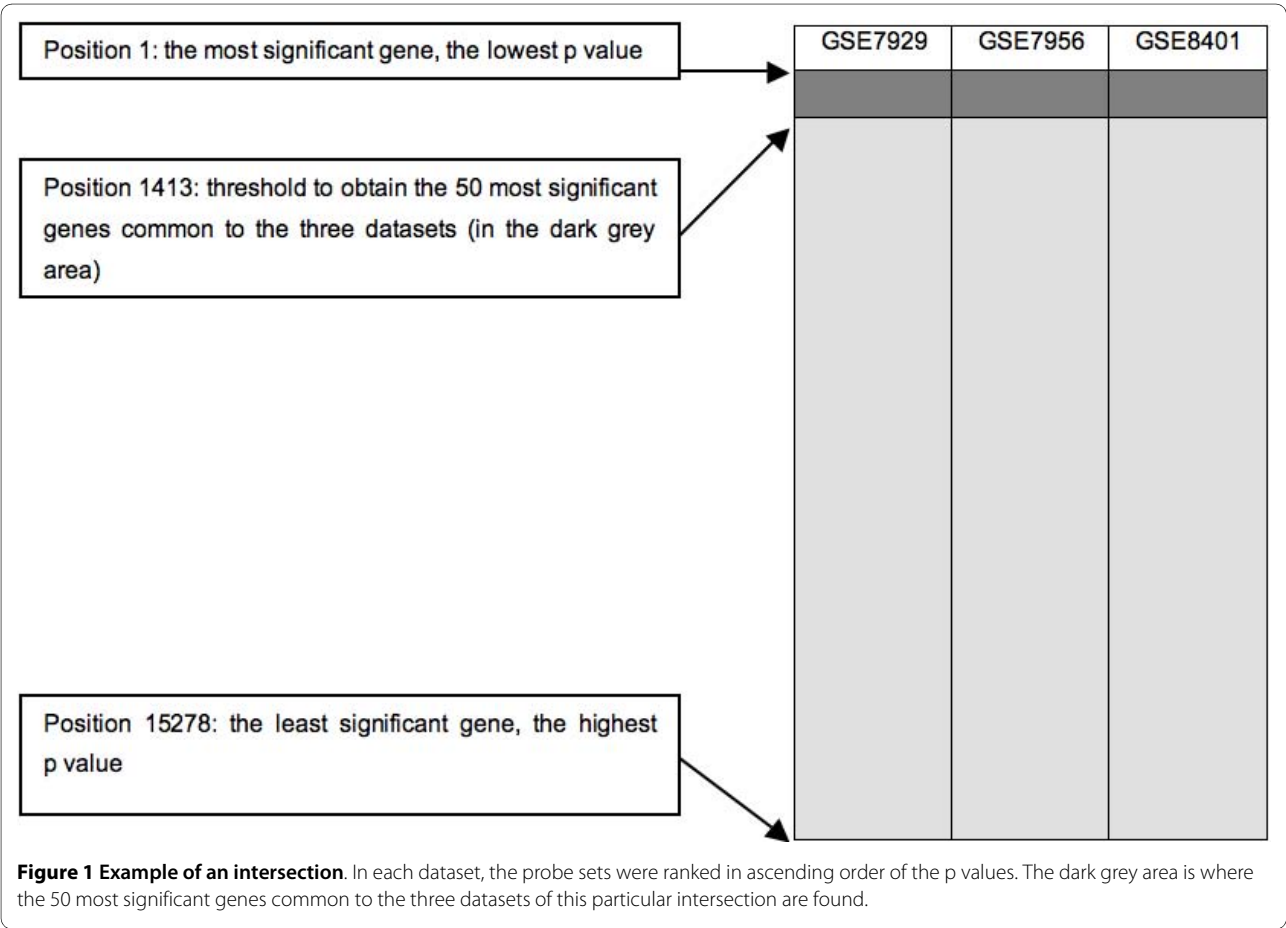 Position 1: the most significant gene, the lowest p value
GSE7929 GSE7956 GSE8401
Position 1413: threshold to obtain the 50 most significant
genes common to the three datasets (in the dark grey
area)
Position 15278: the least significant gene, the highest
p value
Figure 1 Example of an intersection. In each dataset, the probe sets were ranked in ascending order of the p values. The dark grey area is where
the 50 most significant genes common to the three datasets of this particular intersection are found.